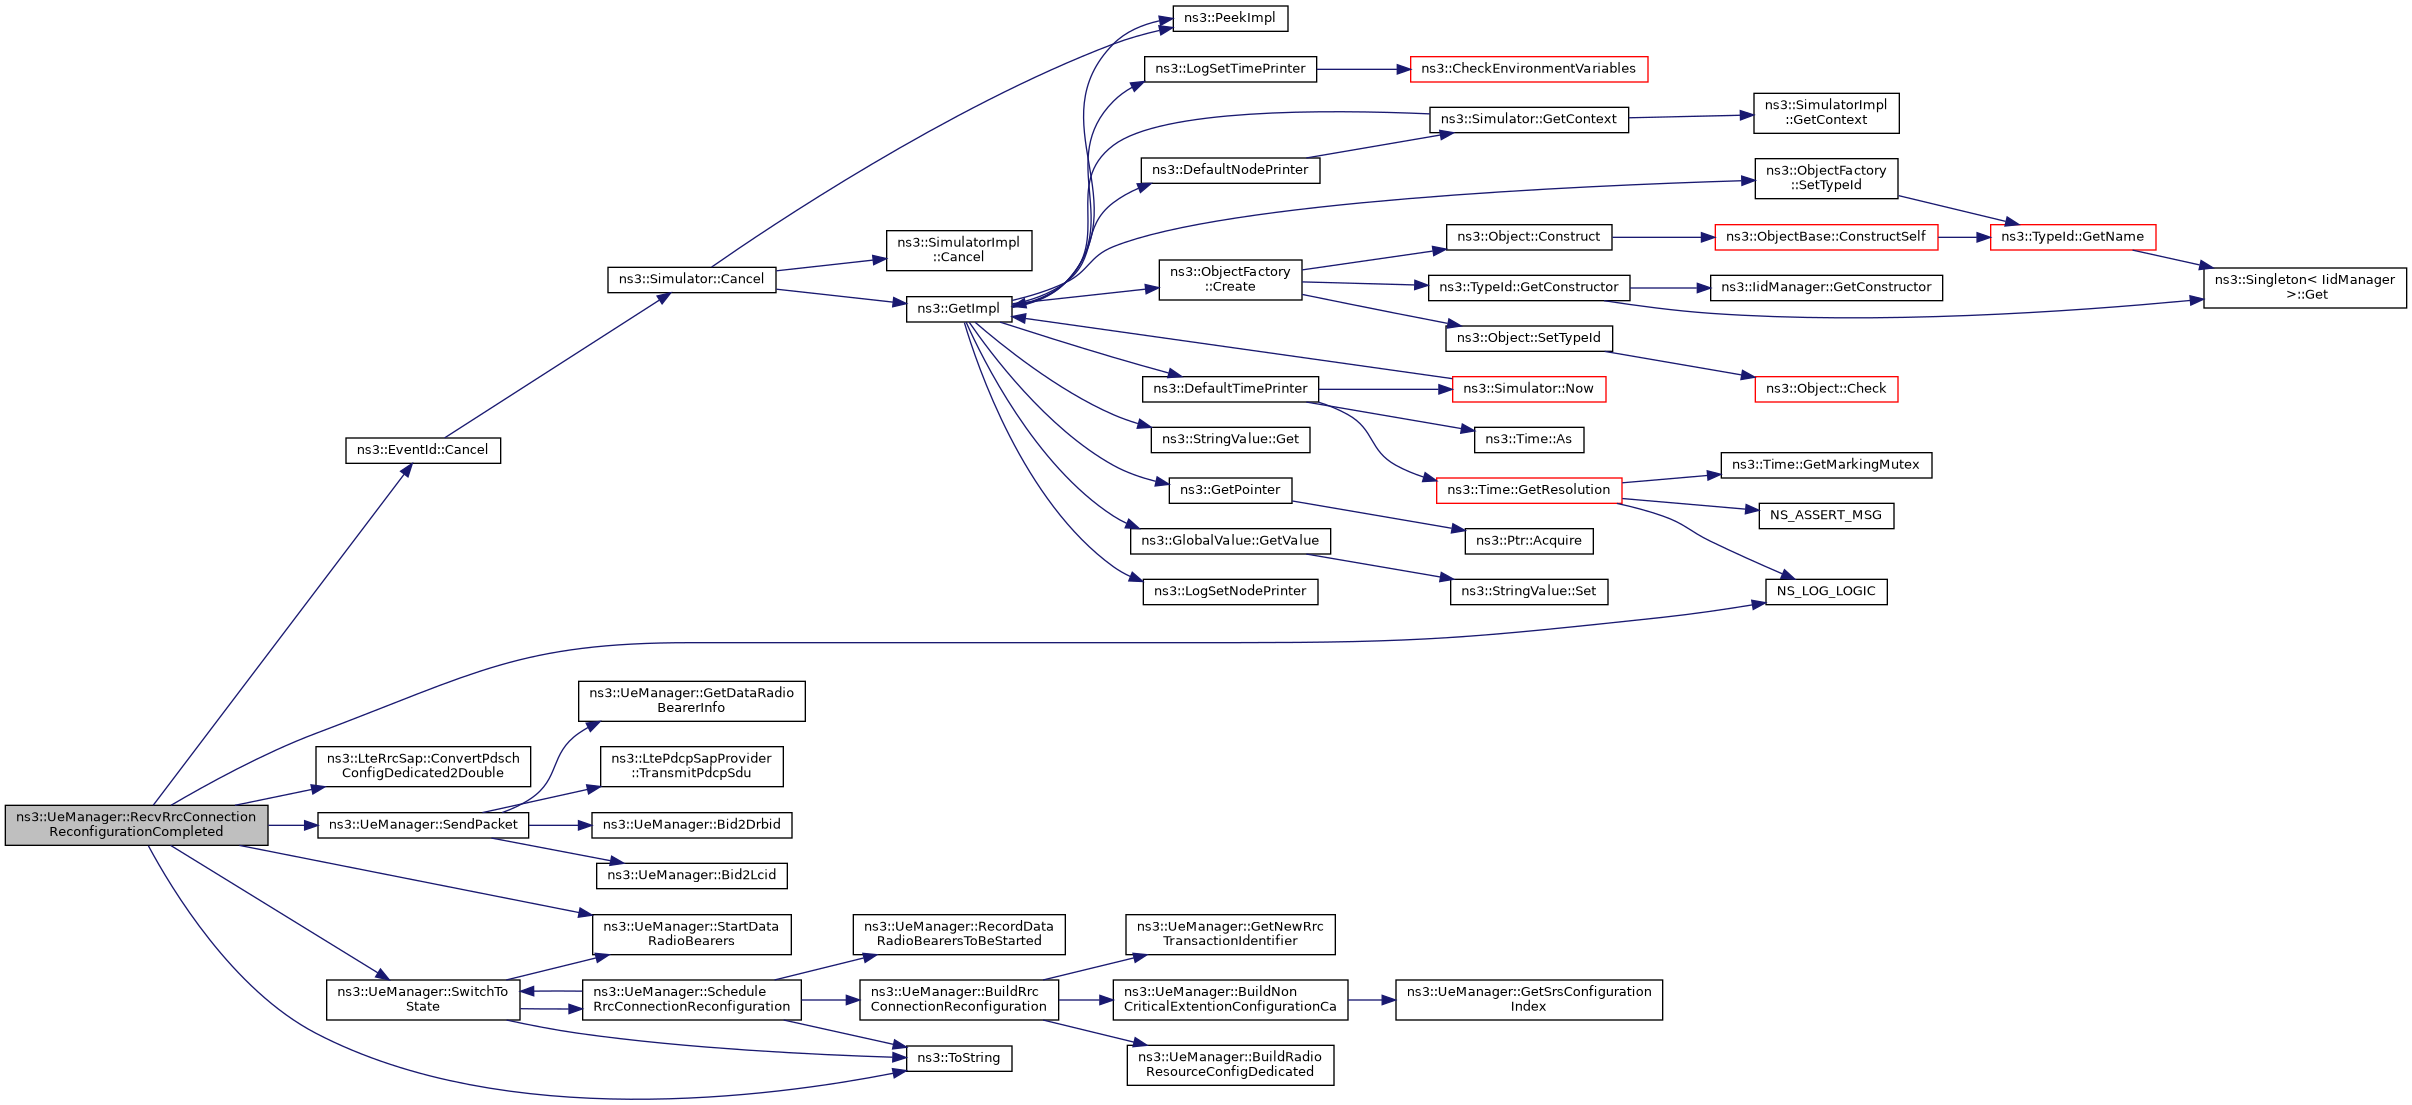 ns3::PeekImpl
ns3::LogSetTimePrinter
ns3::CheckEnvironmentVariables
ns3::Simulator::GetContext
ns3::SimulatorImpl
::GetContext
ns3::DefaultNodePrinter
ns3::ObjectFactory
::SetTypeId
ns3::SimulatorImpl
::Cancel
ns3::Object::Construct
ns3::ObjectBase::ConstructSelf
ns3::TypeId::GetName
ns3::Simulator::Cancel
ns3::ObjectFactory
::Create
ns3::TypeId::GetConstructor
ns3::IidManager::GetConstructor
ns3::Singleton< IidManager
>::Get
ns3::GetImpl
ns3::Object::SetTypeId
ns3::DefaultTimePrinter
ns3::Simulator::Now
ns3::Object::Check
ns3::EventId::Cancel
ns3::StringValue::Get
ns3::Time::As
ns3::Time::GetMarkingMutex
ns3::GetPointer
ns3::Time::GetResolution
NS_ASSERT_MSG
ns3::GlobalValue::GetValue
ns3::Ptr::Acquire
ns3::LogSetNodePrinter
ns3::StringValue::Set
NS_LOG_LOGIC
ns3::UeManager::GetDataRadio
BearerInfo
ns3::LteRrcSap::ConvertPdsch
ConfigDedicated2Double
ns3::LtePdcpSapProvider
::TransmitPdcpSdu
ns3::UeManager::RecvRrcConnection
ReconfigurationCompleted
ns3::UeManager::SendPacket
ns3::UeManager::Bid2Drbid
ns3::UeManager::Bid2Lcid
ns3::UeManager::StartData
RadioBearers
ns3::UeManager::RecordData
RadioBearersToBeStarted
ns3::UeManager::GetNewRrc
TransactionIdentifier
ns3::UeManager::SwitchTo
State
ns3::UeManager::Schedule
RrcConnectionReconfiguration
ns3::UeManager::BuildRrc
ConnectionReconfiguration
ns3::UeManager::BuildNon
CriticalExtentionConfigurationCa
ns3::UeManager::GetSrsConfiguration
Index
ns3::ToString
ns3::UeManager::BuildRadio
ResourceConfigDedicated